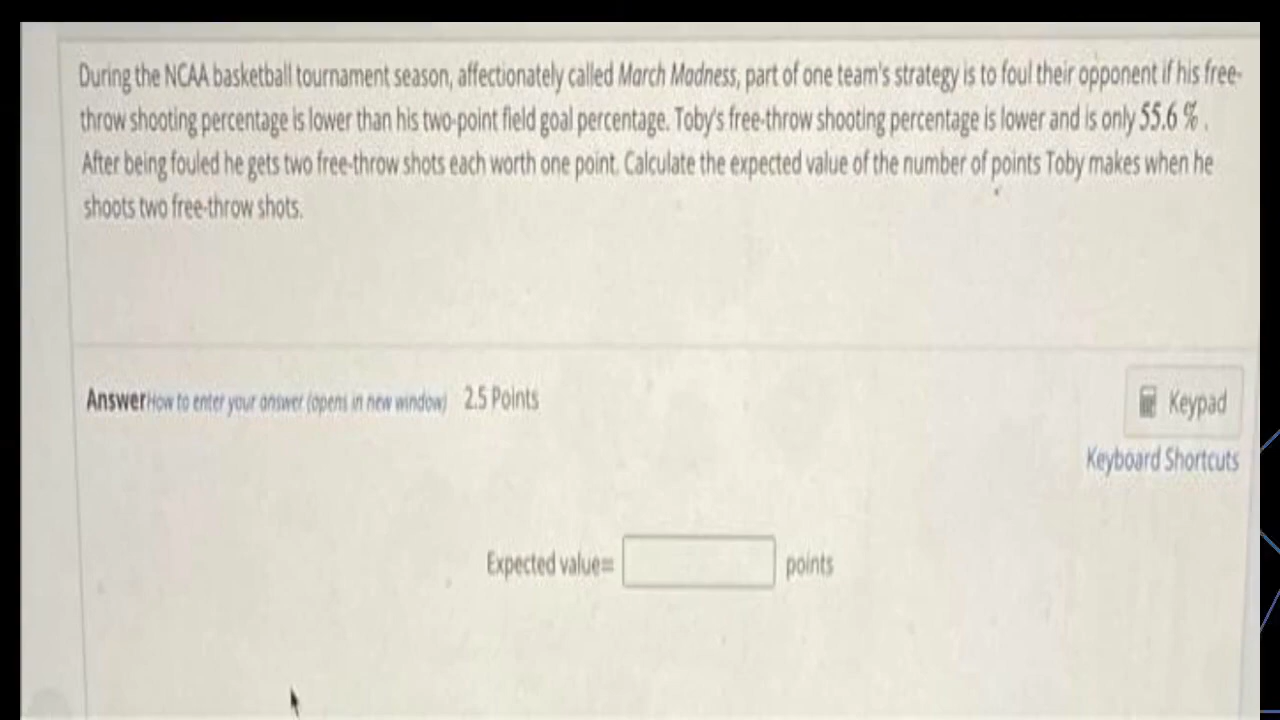 During the NCAA basketball tournament season, affectionately called March Madness, part of one team's strategy is to foul their opponent if his free-
throw shooting percentage is lower than his two-point field goal percentage. Toby's free-throw shooting percentage is lower and is only 55.6 % .
After being fouled he gets two free-throw shots each worth one point. Calculate the expected value of the number of points Toby makes when he
shoots two free-throw shots.
Answer How to enter your answer (opens in new window) 2.5 Points
Keypad
Keyboard Shortcuts
Expected value= points